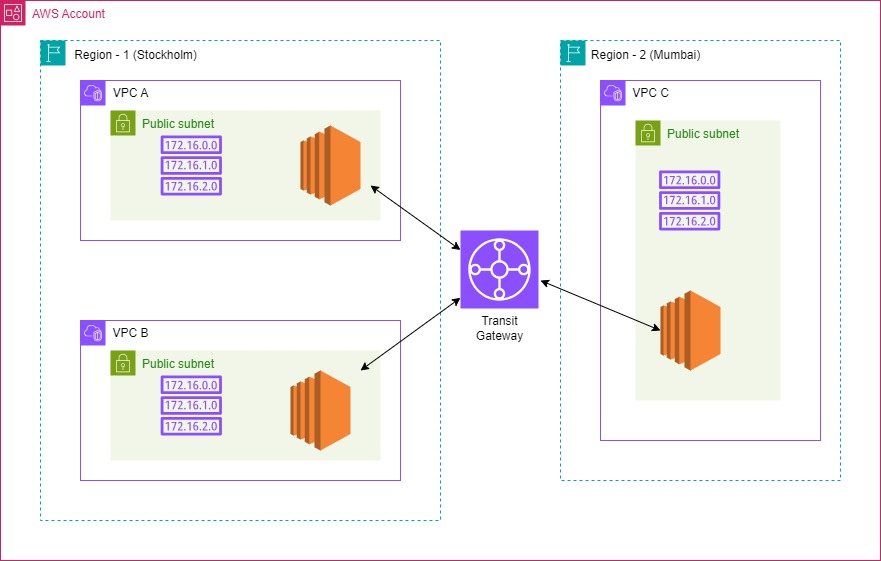 AWS Account
Region - 1 (Stockholm)
VPC A
Public subnet
172.16.0.0
172.16.1.0
172.16.2.0
VPC B
Public subnet
172.16.0.0
172.16.1.0
172.16.2.0
Transit
Gateway
Region - 2 (Mumbai)
VPC C
Public subnet
172.16.0.0
172.16.1.0
172.16.2.0